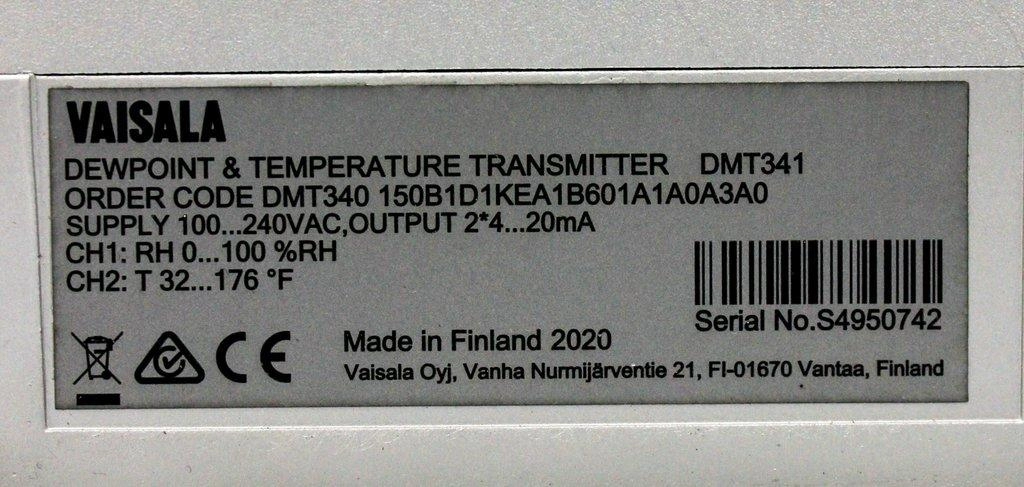 VAISALA
DEWPOINT & TEMPERATURE TRANSMITTER DMT341
ORDER CODE DMT340 150B1D1KEA1B601A1A0A3A0
SUPPLY 100...240VAC,OUTPUT 2*4...20mA
CH1: RH 0...100 %RH
CH2: T 32...176 °F
Serial No.S4950742
CE
Made in Finland 2020
Vaisala Oyj, Vanha Nurmijärventie 21, FI-01670 Vantaa, Finland